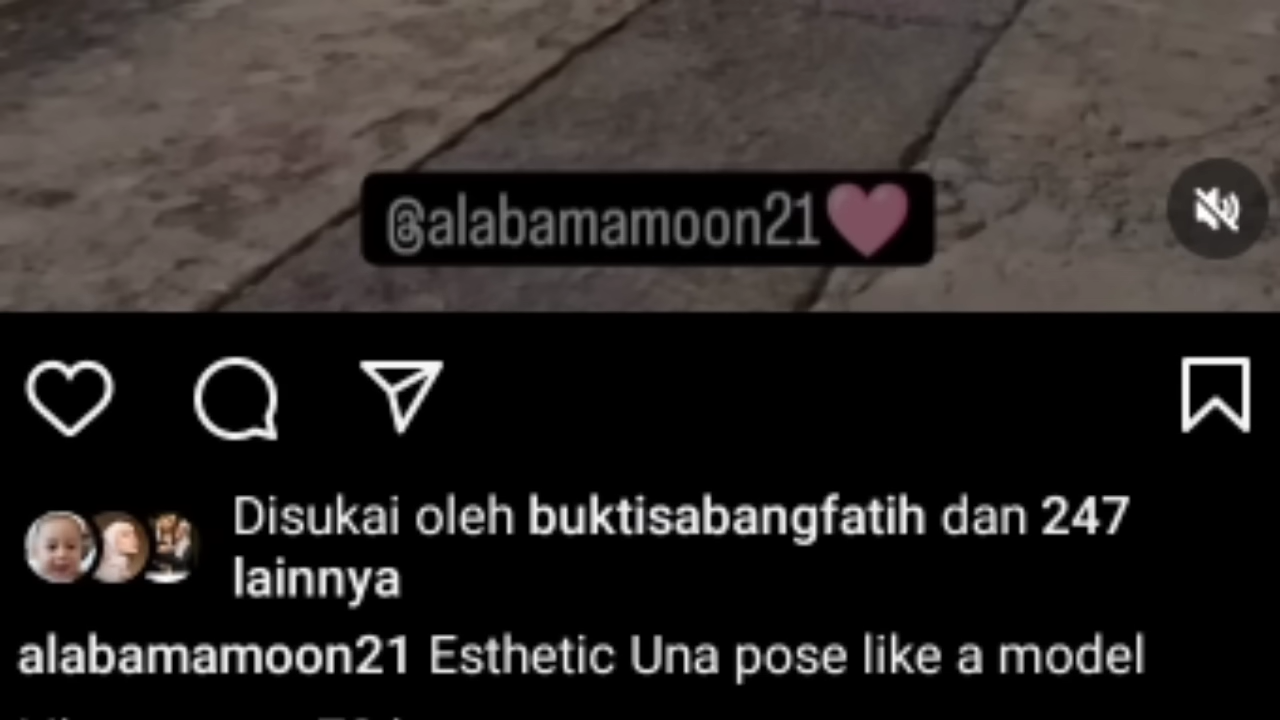 @alabamamoon21🩷
Disukai oleh buktisabangfatih dan 247
lainnya
alabamamoon21 Esthetic Una pose like a model